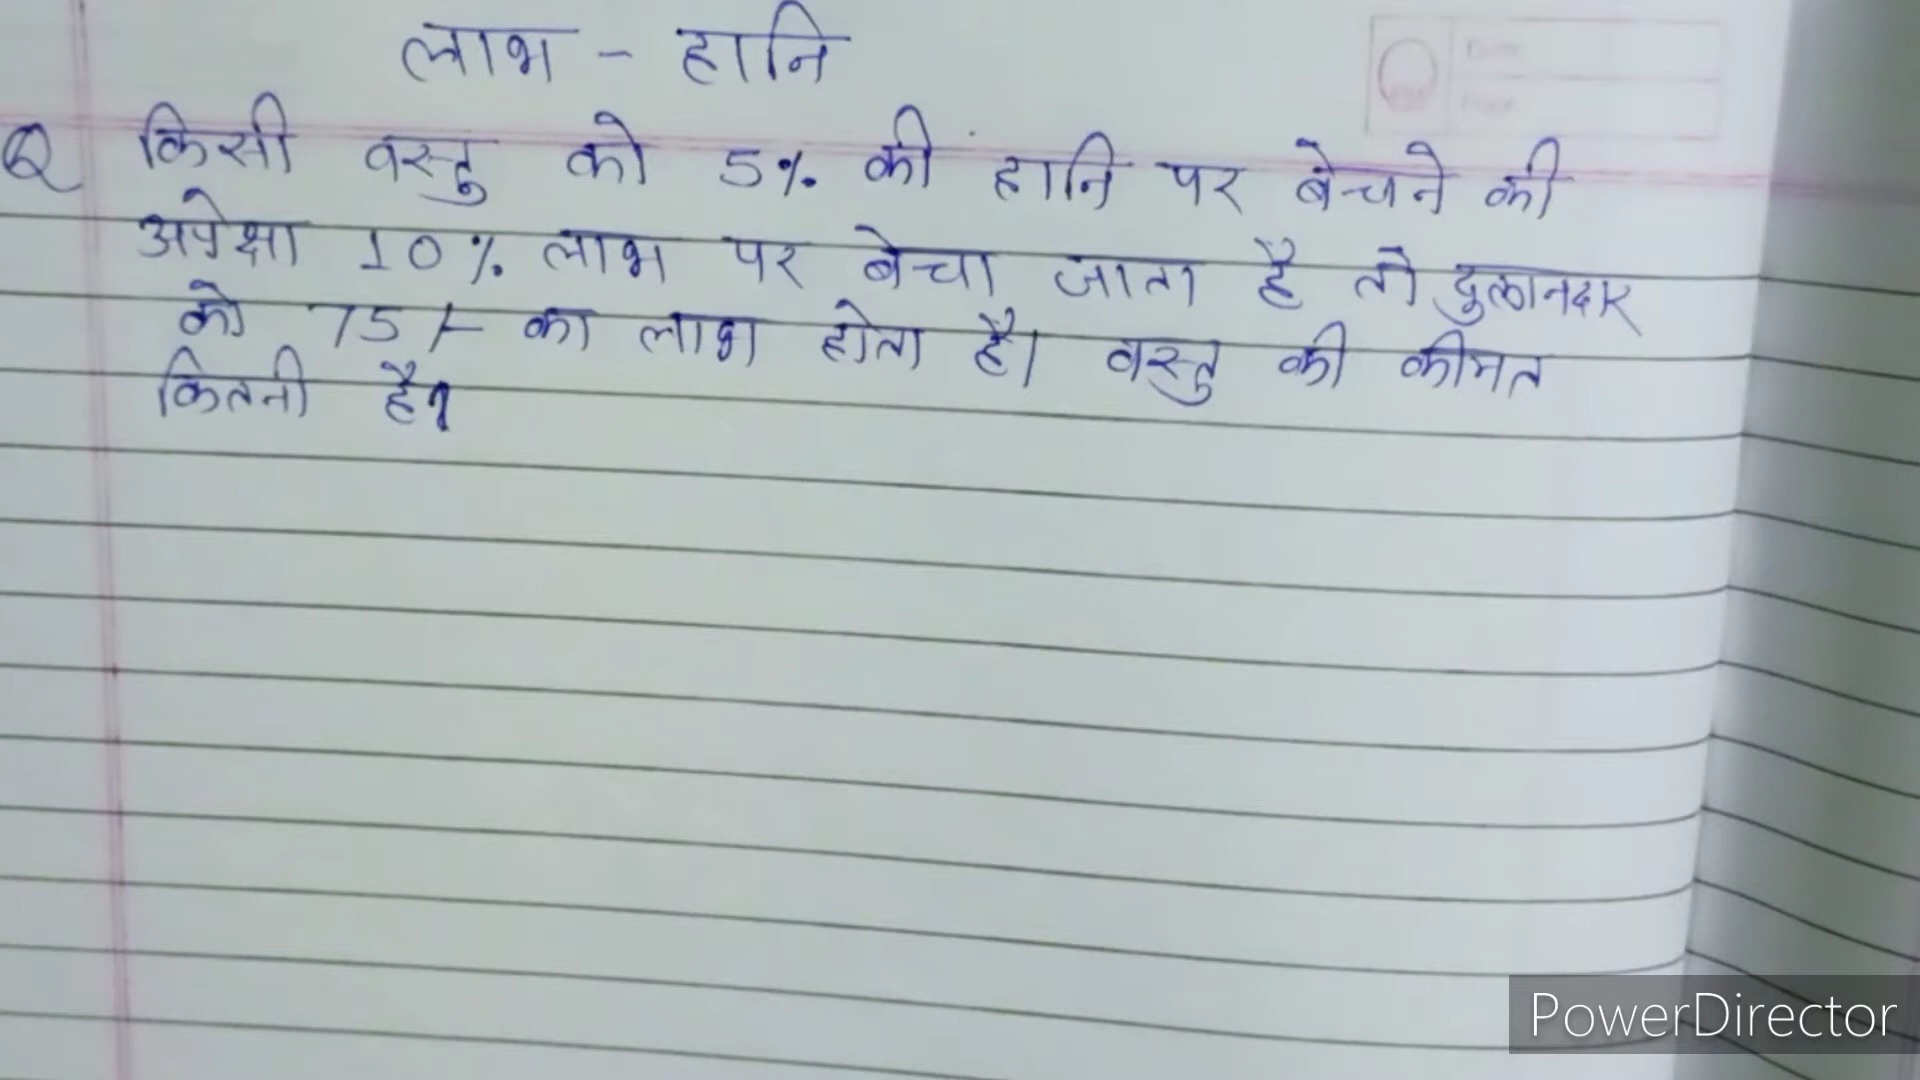 लाभ - हानि
Q किसी वस्तु को 5% की हानि पर बेचने की
अपेक्षा 10% लाभ पर बेचा जाता है तो दुकानदार
को 75/- का लाभ होता है। वस्तु की कीमत
कितनी है?
PowerDirector